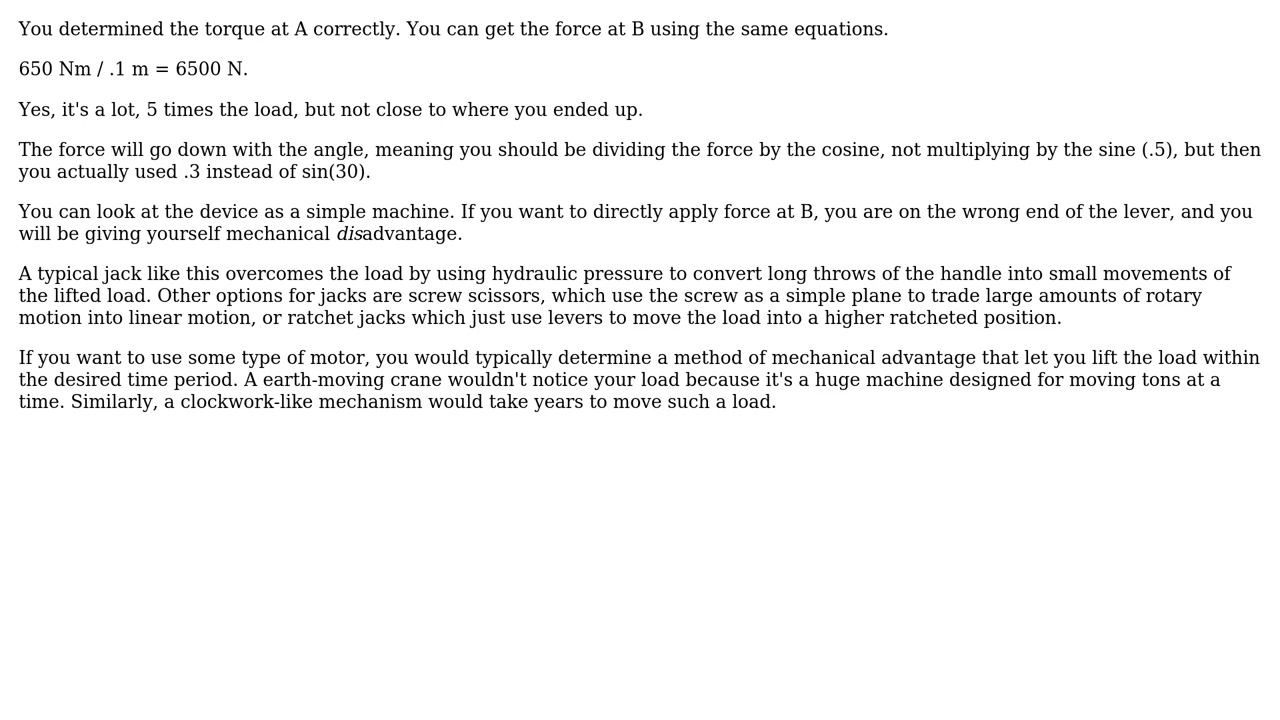 You determined the torque at A correctly. You can get the force at B using the same equations.
650 Nm / .1 m = 6500 N.
Yes, it's a lot, 5 times the load, but not close to where you ended up.
The force will go down with the angle, meaning you should be dividing the force by the cosine, not multiplying by the sine (.5), but then
you actually used .3 instead of sin(30).
You can look at the device as a simple machine. If you want to directly apply force at B, you are on the wrong end of the lever, and you
will be giving yourself mechanical disadvantage.
A typical jack like this overcomes the load by using hydraulic pressure to convert long throws of the handle into small movements of
the lifted load. Other options for jacks are screw scissors, which use the screw as a simple plane to trade large amounts of rotary
motion into linear motion, or ratchet jacks which just use levers to move the load into a higher ratcheted position.
If you want to use some type of motor, you would typically determine a method of mechanical advantage that let you lift the load within
the desired time period. A earth-moving crane wouldn't notice your load because it's a huge machine designed for moving tons at a
time. Similarly, a clockwork-like mechanism would take years to move such a load.